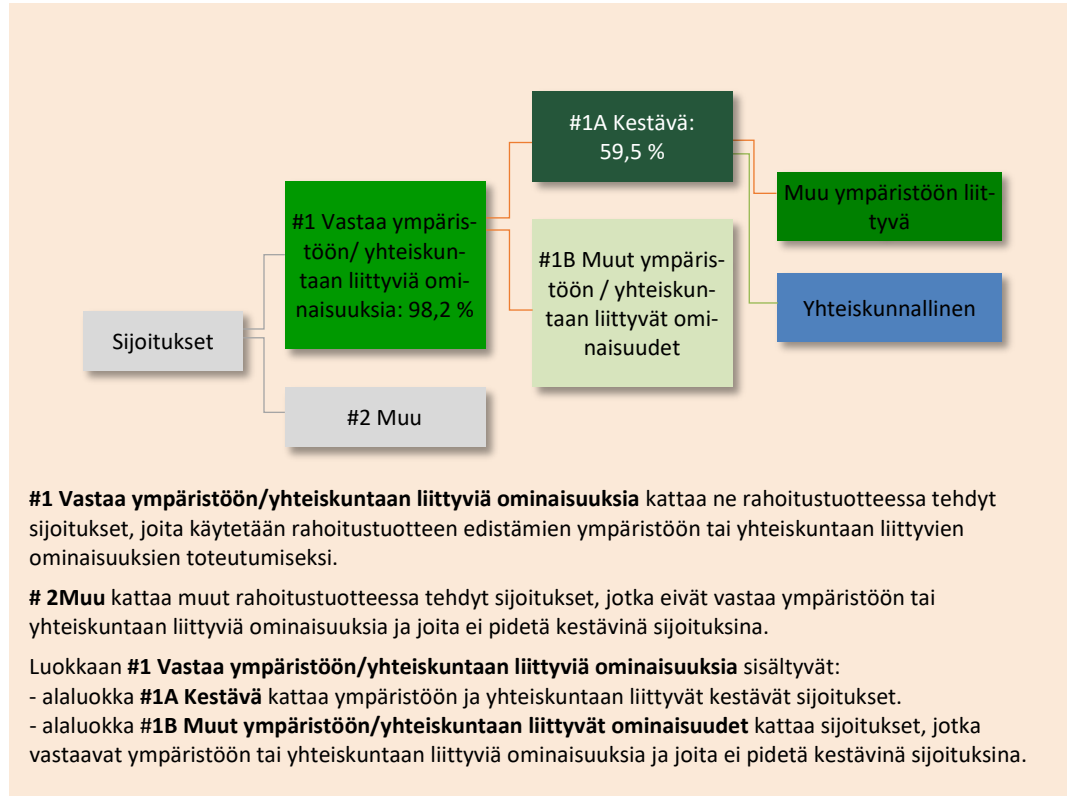 #1A Kestävä:
59,5 %
Muu ympäristöön liit-
tyvä
#1 Vastaa ympäris-
töön/ yhteiskun-
taan liittyviä omi-
naisuuksia: 98,2 %
#1B Muut ympäris-
töön / yhteiskun-
taan liittyvät omi-
naisuudet
Yhteiskunnallinen
Sijoitukset
#2 Muu
#1 Vastaa ympäristöön/yhteiskuntaan liittyviä ominaisuuksia kattaa ne rahoitustuotteessa tehdyt
sijoitukset, joita käytetään rahoitustuotteen edistämien ympäristöön tai yhteiskuntaan liittyvien
ominaisuuksien toteutumiseksi.
# 2Muu kattaa muut rahoitustuotteessa tehdyt sijoitukset, jotka eivät vastaa ympäristöön tai
yhteiskuntaan liittyviä ominaisuuksia ja joita ei pidetä kestävinä sijoituksina.
Luokkaan #1 Vastaa ympäristöön/yhteiskuntaan liittyviä ominaisuuksia sisältyvät:
- alaluokka #1A Kestävä kattaa ympäristöön ja yhteiskuntaan liittyvät kestävät sijoitukset.
- alaluokka #1B Muut ympäristöön/yhteiskuntaan liittyvät ominaisuudet kattaa sijoitukset, jotka
vastaavat ympäristöön tai yhteiskuntaan liittyviä ominaisuuksia ja joita ei pidetä kestävinä sijoituksina.